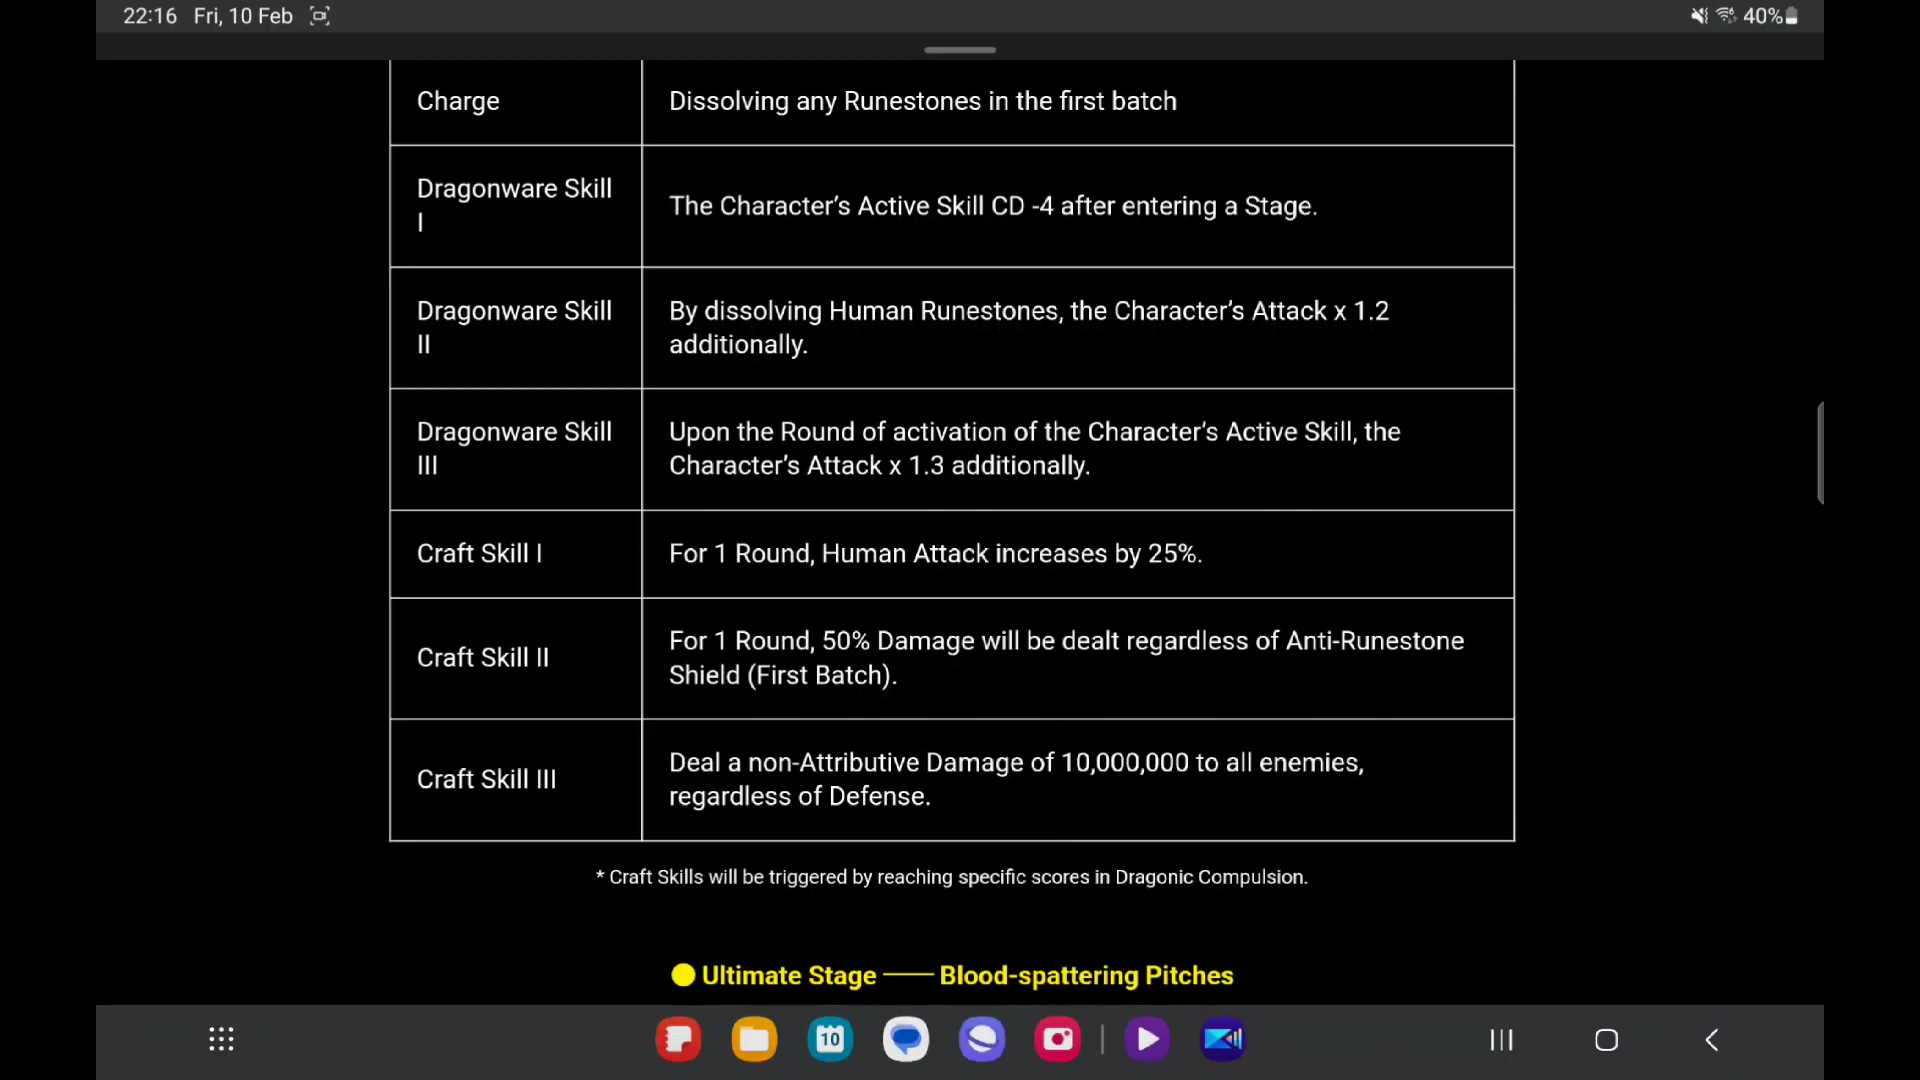 22:16 Fri, 10 Feb
40%
Charge
Dissolving any Runestones in the first batch
Dragonware Skill
I
The Character’s Active Skill CD -4 after entering a Stage.
Dragonware Skill
II
By dissolving Human Runestones, the Character’s Attack x 1.2
additionally.
Dragonware Skill
III
Upon the Round of activation of the Character’s Active Skill, the
Character’s Attack x 1.3 additionally.
Craft Skill I
For 1 Round, Human Attack increases by 25%.
Craft Skill II
For 1 Round, 50% Damage will be dealt regardless of Anti-Runestone
Shield (First Batch).
Craft Skill III
Deal a non-Attributive Damage of 10,000,000 to all enemies,
regardless of Defense.
* Craft Skills will be triggered by reaching specific scores in Dragonic Compulsion.
Ultimate Stage —— Blood-spattering Pitches
10